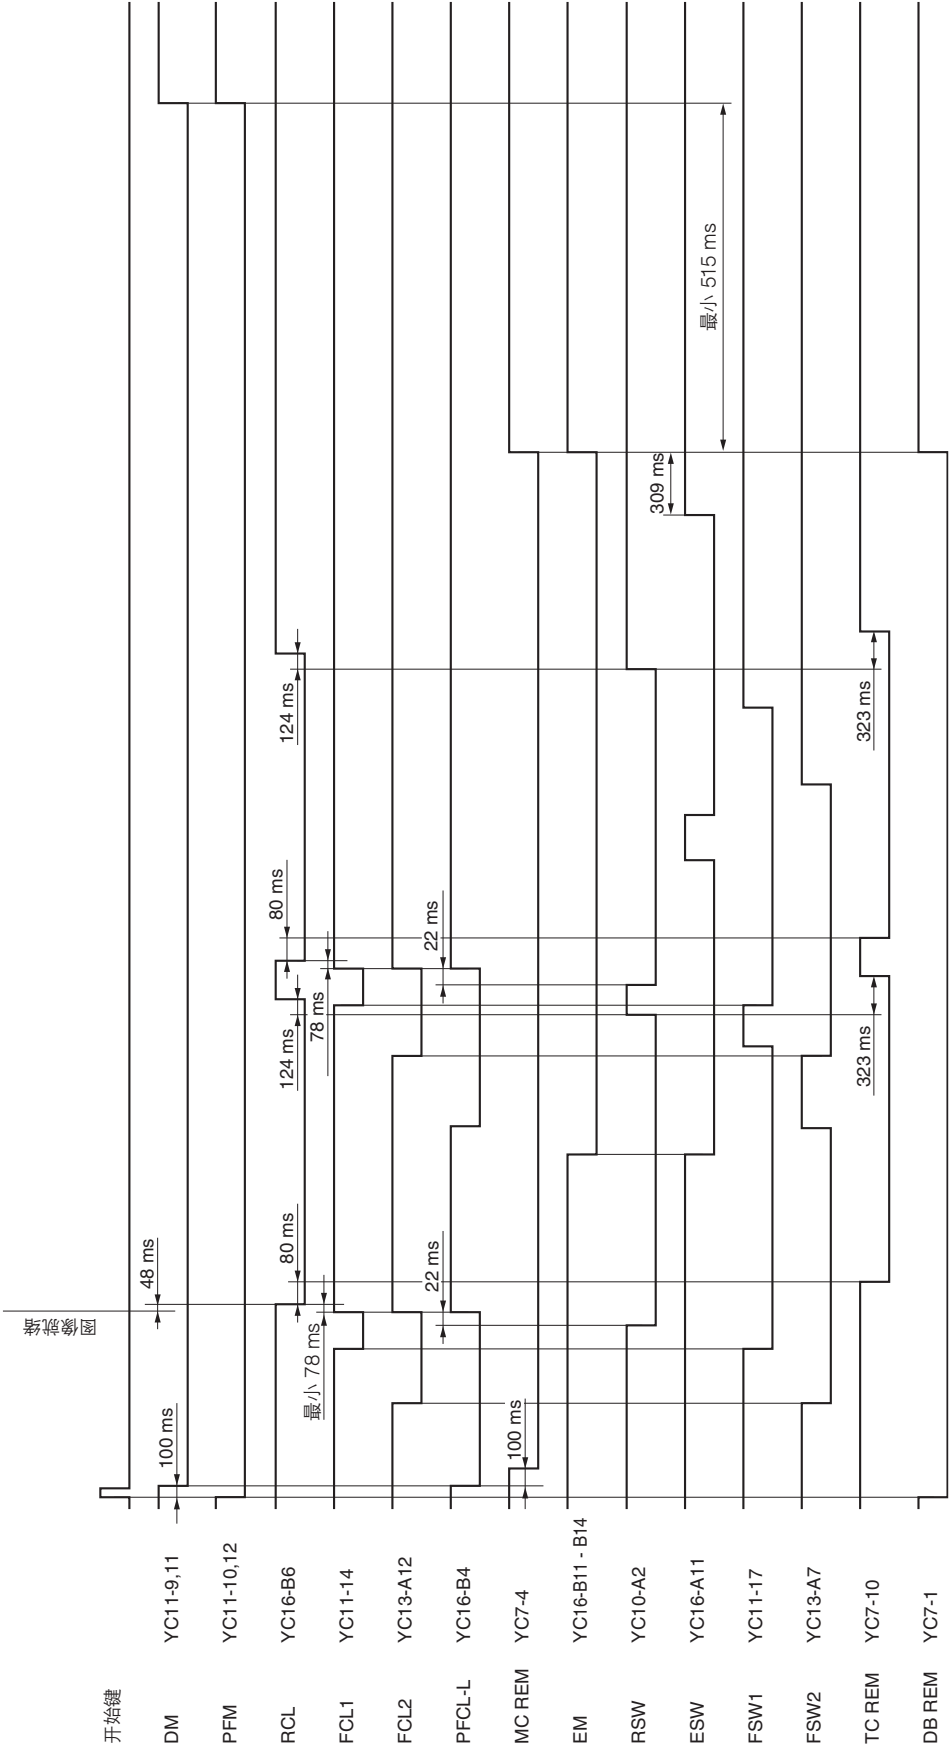 开始键
DM YC11-9,11
PFM YC11-10,12
RCL YC16-B6
FCL1 YC11-14
FCL2 YC13-A12
PFCL-L YC16-B4
MC REM YC7-4
EM YC16-B11 - B14
RSW YC10-A2
ESW YC16-A11
FSW1 YC11-17
FSW2 YC13-A7
TC REM YC7-10
DB REM YC7-1
图像就绪
100 ms
48 ms
80 ms
124 ms
80 ms
124 ms
最小 78 ms
78 ms
22 ms
22 ms
100 ms
309 ms
最小 515 ms
323 ms
323 ms